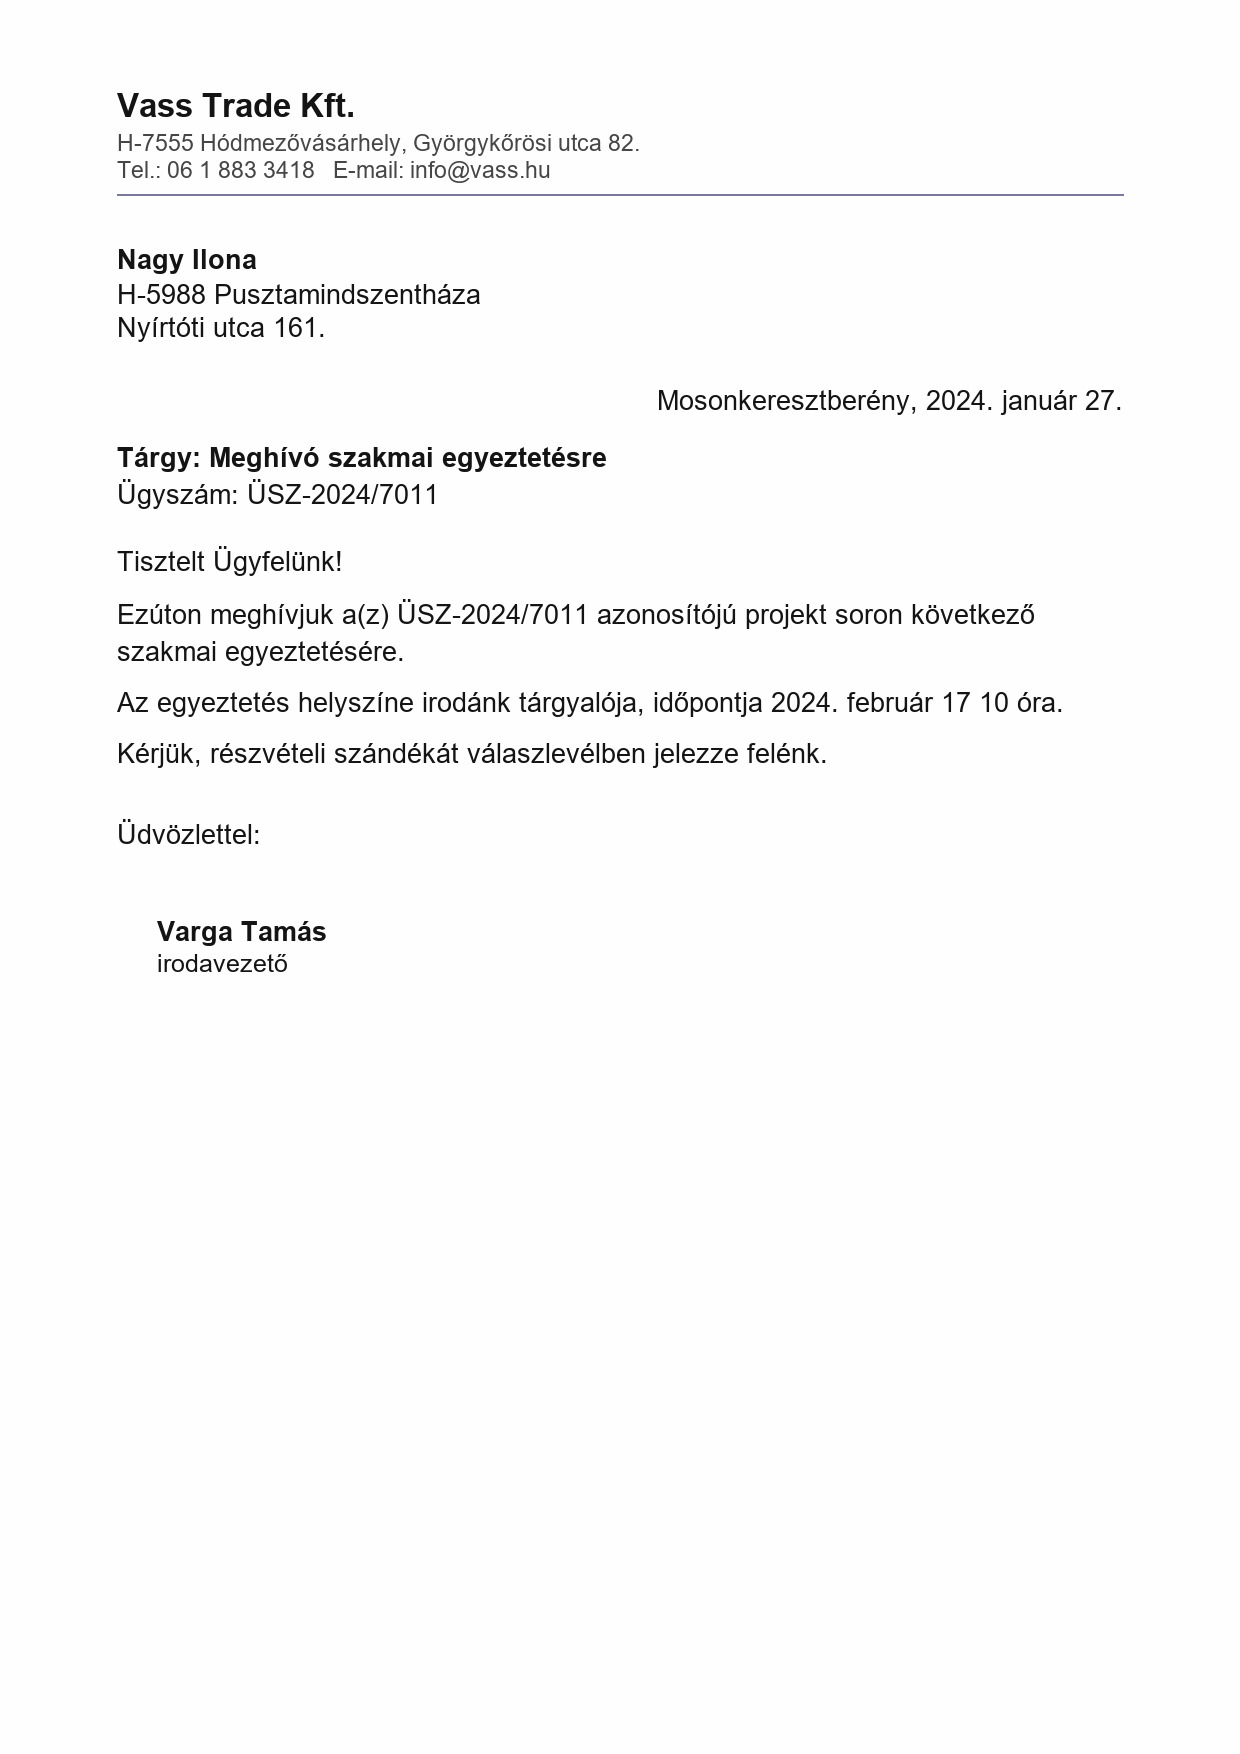 Vass Trade Kft.
H-7555 Hódmezővásárhely, Györgykőrösi utca 82.
Tel.: 06 1 883 3418 E-mail: info@vass.hu
Nagy Ilona
H-5988 Pusztamindszentháza
Nyírtóti utca 161.
Mosonkeresztberény, 2024. január 27.
Tárgy: Meghívó szakmai egyeztetésre
Ügyszám: ÜSZ-2024/7011
Tisztelt Ügyfelünk!
Ezúton meghívjuk a(z) ÜSZ-2024/7011 azonosítójú projekt soron következő
szakmai egyeztetésére.
Az egyeztetés helyszíne irodánk tárgyalója, időpontja 2024. február 17 10 óra.
Kérjük, részvételi szándékát válaszlevélben jelezze felénk.
Üdvözlettel:
Varga Tamás
irodavezető